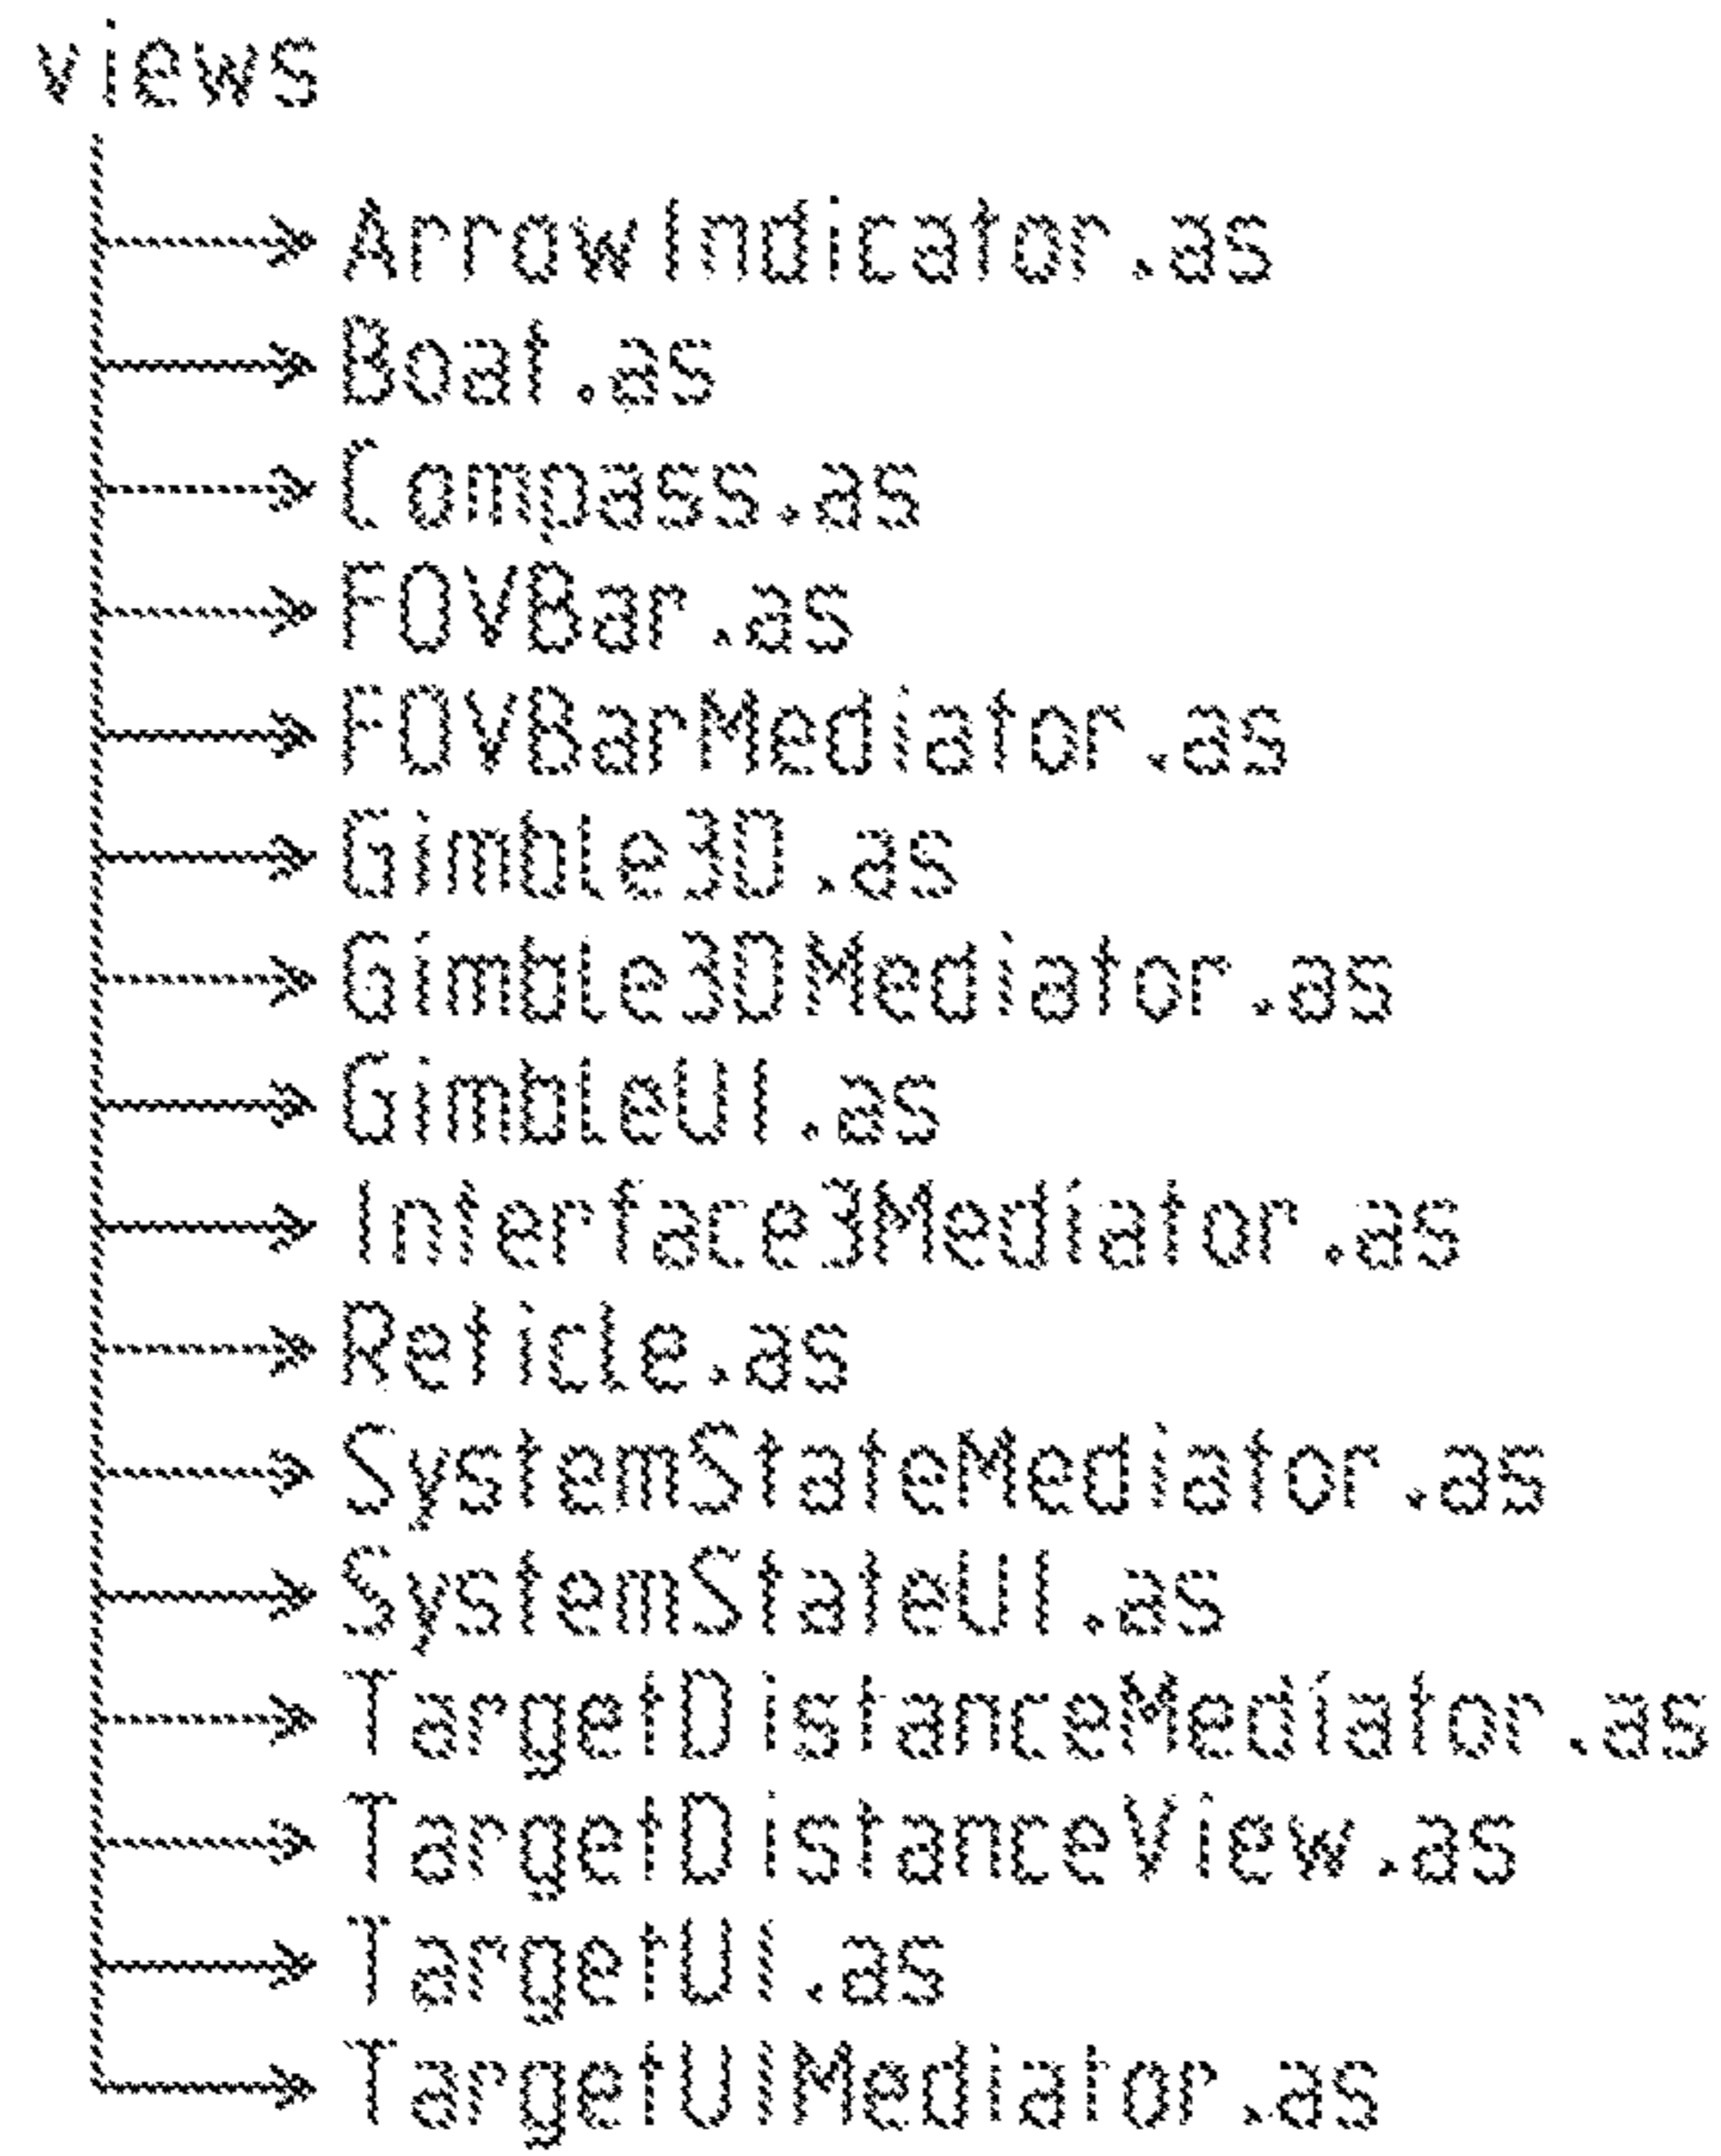 views
ArrowIndicator.as
Boat.as
Compass.as
FOVBar.as
FOVBarMediator.as
Gimble3D.as
Gimble3DMediator.as
GimbleUI.as
Interface3Mediator.as
Reticle.as
SystemStateMediator.as
SystemStateUI.as
TargetDistanceMediator.as
TargetDistanceView.as
TargetUI.as
TargetUIMediator.as